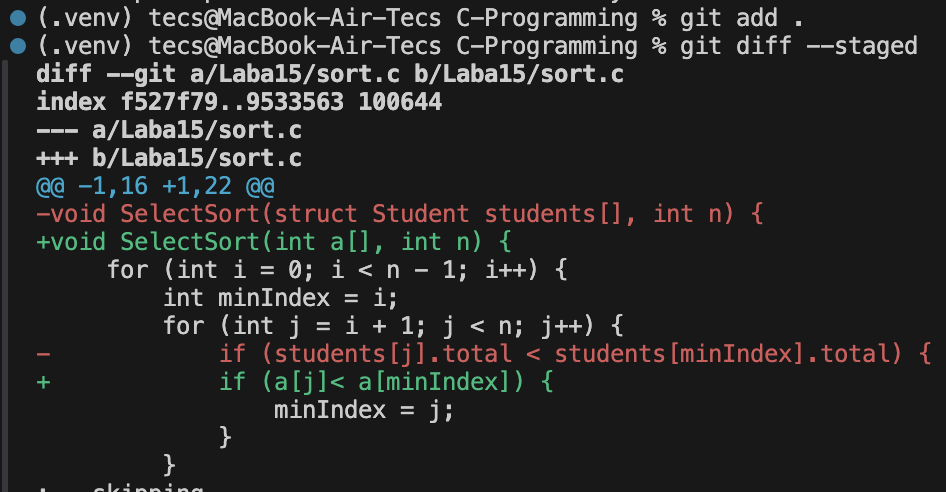 (.venv) tecs@MacBook-Air-Tecs C-Programming % git add .
(.venv) tecs@MacBook-Air-Tecs C-Programming % git diff --staged
diff --git a/Laba15/sort.c b/Laba15/sort.c
index f527f79..9533563 100644
--- a/Laba15/sort.c
+++ b/Laba15/sort.c
@@ -1,16 +1,22 @@
-void SelectSort(struct Student students[], int n) {
+void SelectSort(int a[], int n) {
     for (int i = 0; i < n - 1; i++) {
         int minIndex = i;
         for (int j = i + 1; j < n; j++) {
-            if (students[j].total < students[minIndex].total) {
+            if (a[j]< a[minIndex]) {
                 minIndex = j;
             }
         }
skipping